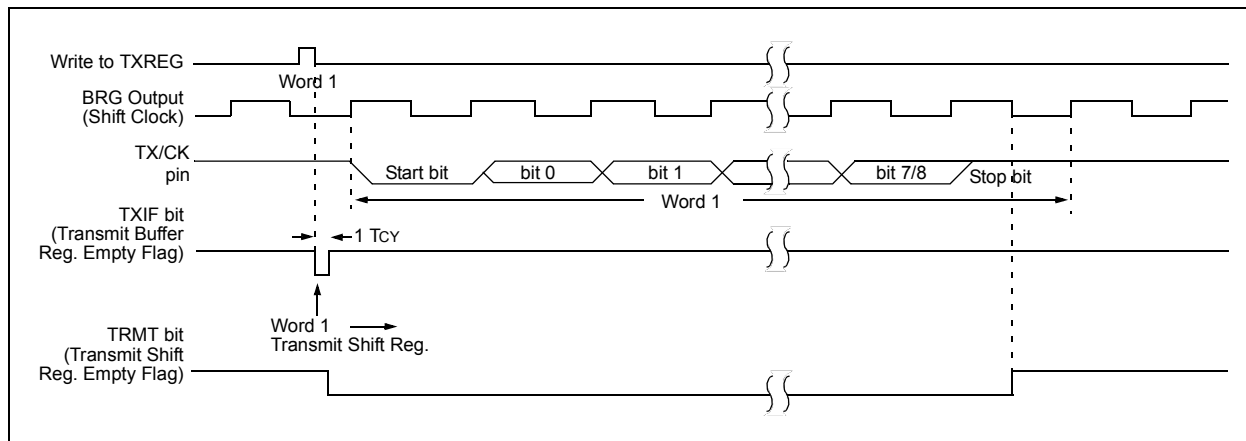 Write to TXREG
Word 1
BRG Output
(Shift Clock)
TX/CK
pin
Start bit
bit 0
bit 1
bit 7/8
Stop bit
Word 1
TXIF bit
(Transmit Buffer
Reg. Empty Flag)
1 TCY
Word 1
Transmit Shift Reg.
TRMT bit
(Transmit Shift
Reg. Empty Flag)